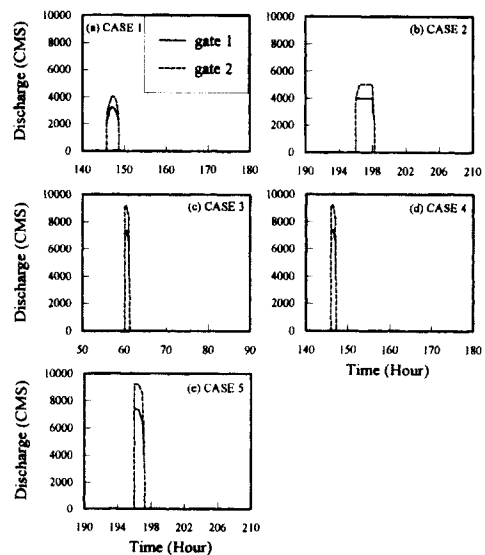 (a) CASE 1
gate 1
gate 2
Discharge (CMS)
10000
8000
6000
4000
2000
0
140 150 160 170 180
(b) CASE 2
10000
8000
6000
4000
2000
0
190 194 198 202 206 210
(c) CASE 3
Discharge (CMS)
10000
8000
6000
4000
2000
0
50 60 70 80 90
(d) CASE 4
10000
8000
6000
4000
2000
0
140 150 160 170 180
Time (Hour)
(e) CASE 5
Discharge (CMS)
10000
8000
6000
4000
2000
0
190 194 198 202 206 210
Time (Hour)